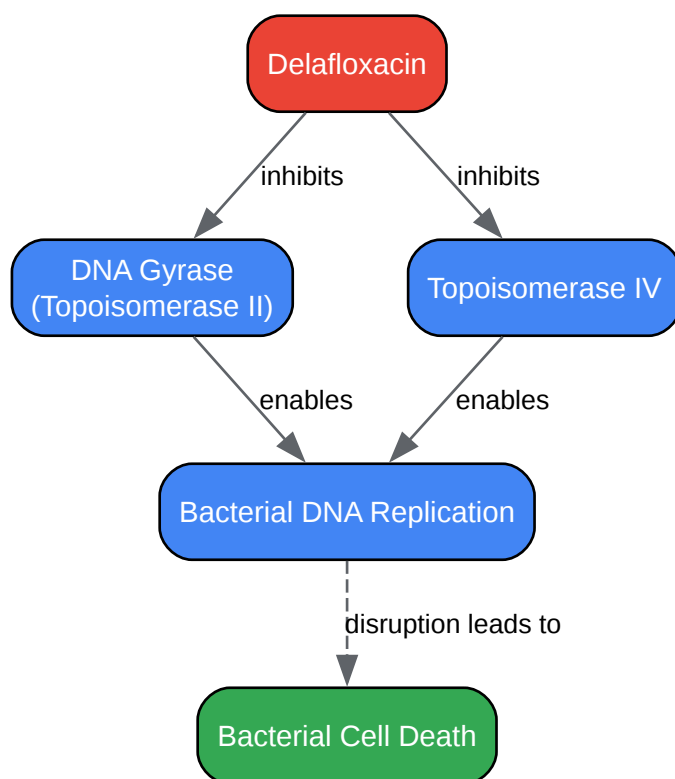 Delafloxacin
inhibits
inhibits
DNA Gyrase
(Topoisomerase II)
Topoisomerase IV
enables
enables
Bacterial DNA Replication
disruption leads to
Bacterial Cell Death